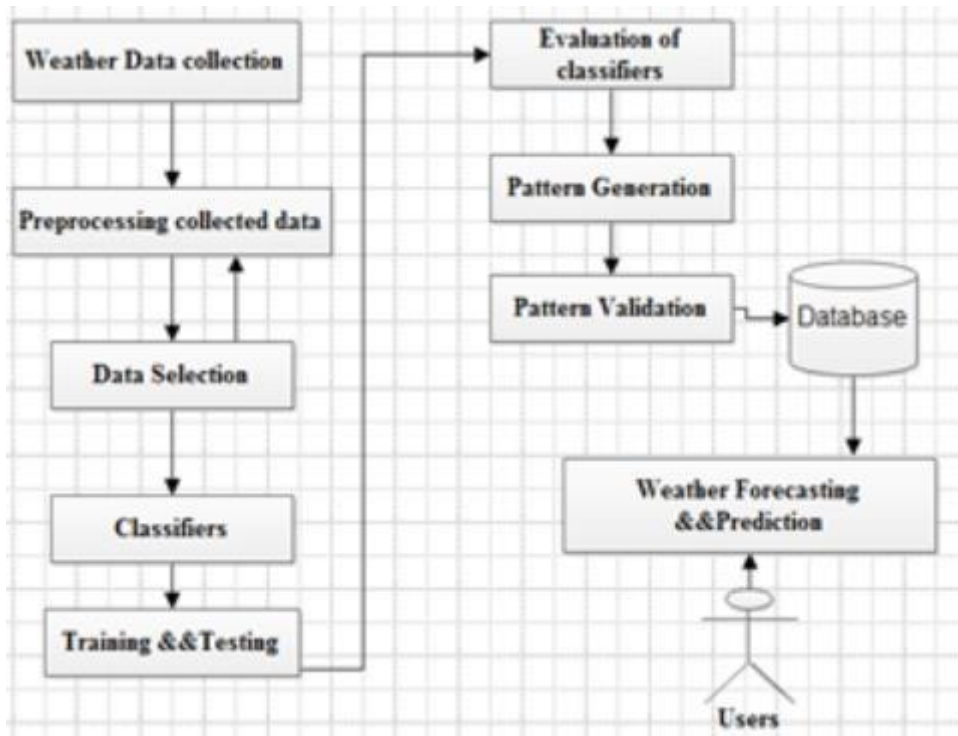 Weather Data collection
Preprocessing collected data
Data Selection
Classifiers
Training &&Testing
Evaluation of
classifiers
Pattern Generation
Pattern Validation
Database
Weather Forecasting
&&Prediction
Users